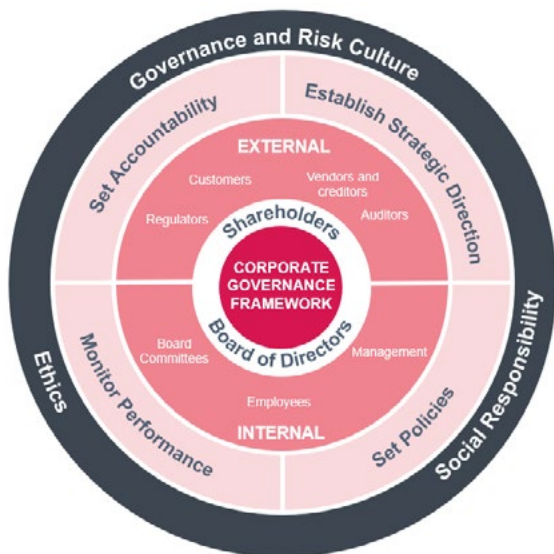 Governance and Risk Culture
Set Accountability
Establish Strategic Direction
EXTERNAL
Customers
Vendors and
creditors
Regulators
Auditors
Shareholders
CORPORATE
GOVERNANCE
FRAMEWORK
Board of Directors
Board
Committees
Management
Employees
INTERNAL
Monitor Performance
Set Policies
Ethics
Social Responsibility